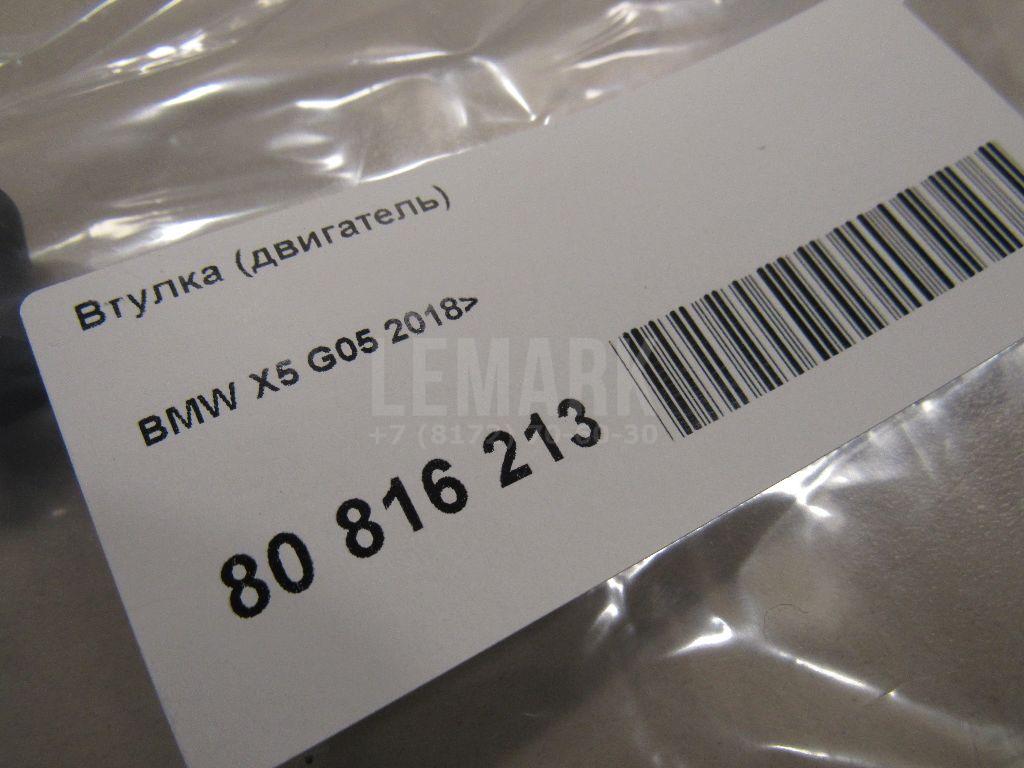 Втулка (двигатель)
BMW X5 G05 2018>
LEMARK
80 816 213